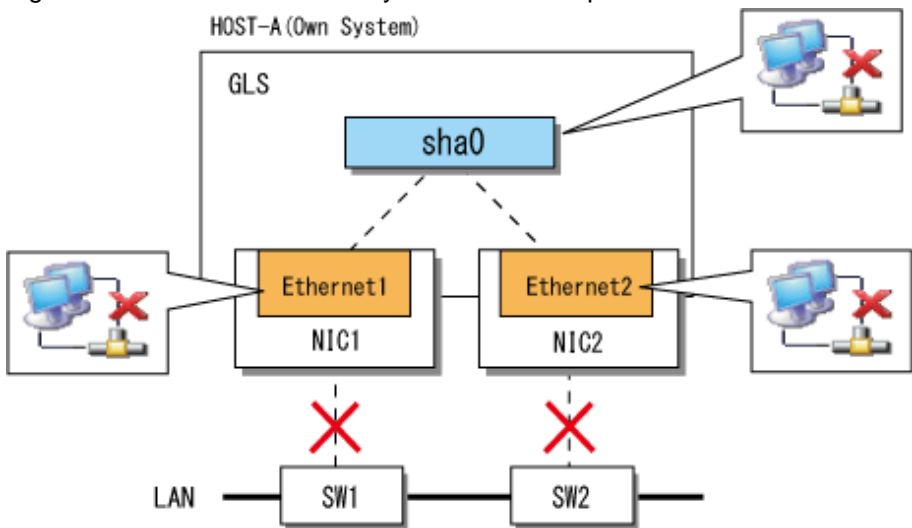 HOST-A(Own System)
GLS
sha0
Ethernet1
Ethernet2
NIC1
NIC2
LAN
SW1
SW2